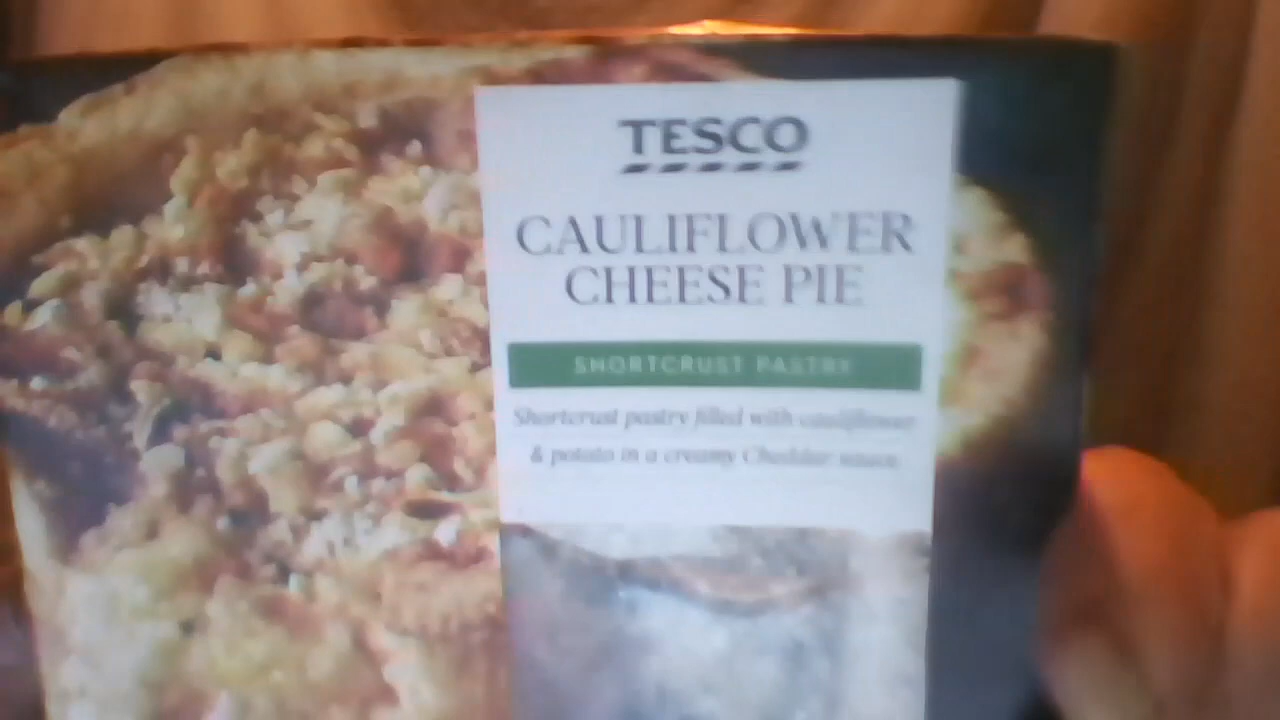 TESCO
CAULIFLOWER
CHEESE PIE
SHORTCRUST PASTRY
Shortcrust pastry filled with cauliflower
& potato in a creamy Cheddar sauce